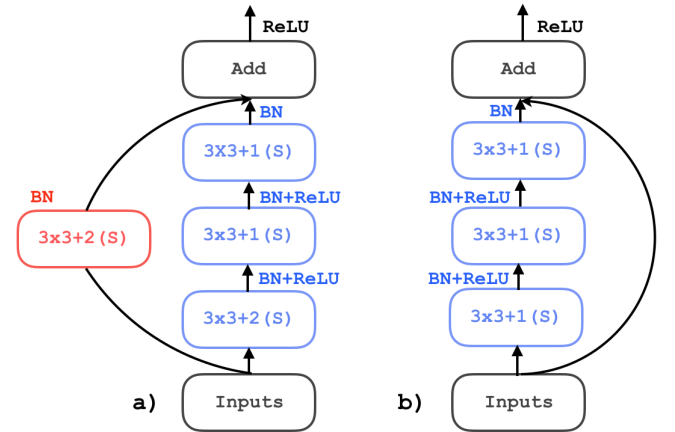 ReLU
Add
BN
3X3+1(S)
BN+ReLU
BN
3x3+2(S)
3x3+1(S)
BN+ReLU
3x3+2(S)
a)
Inputs
ReLU
Add
BN
3x3+1(S)
BN+ReLU
3x3+1(S)
BN+ReLU
3x3+1(S)
b)
Inputs